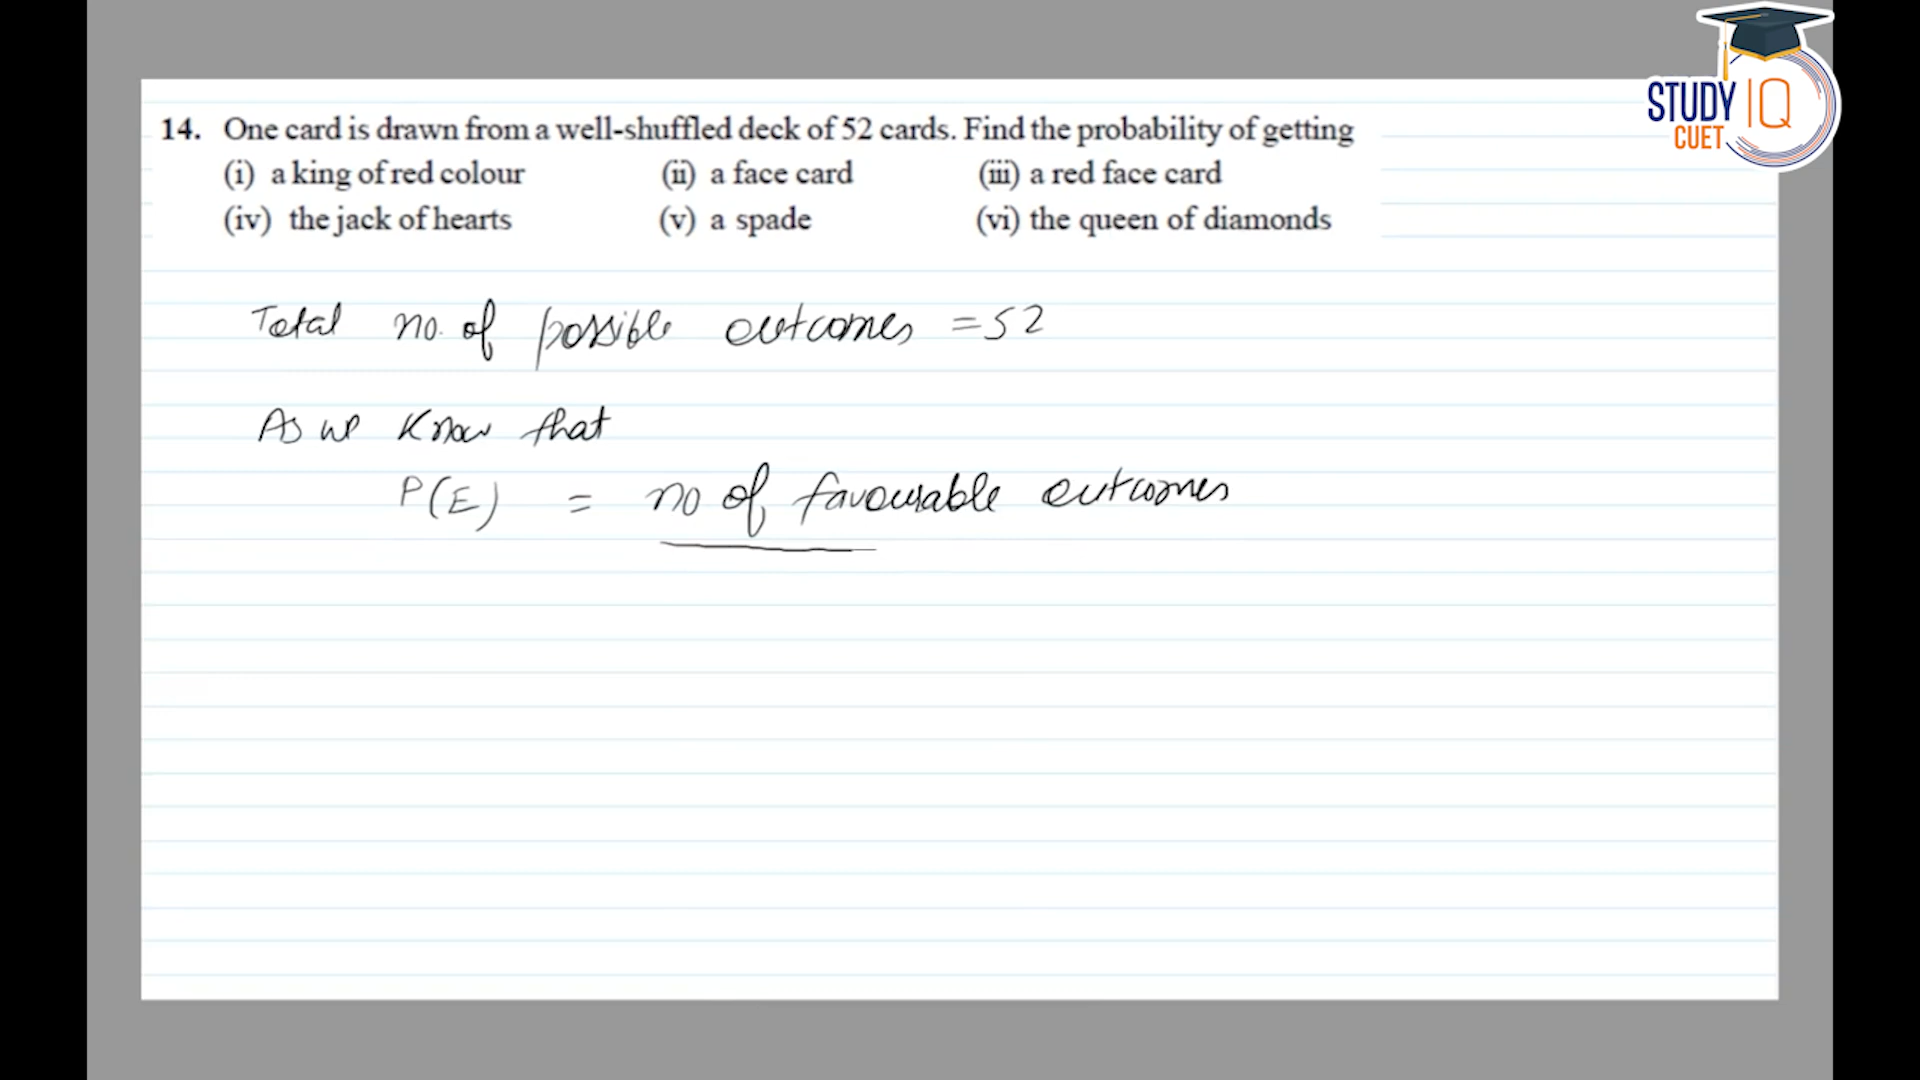 STUDY IQ
CUET
14. One card is drawn from a well-shuffled deck of 52 cards. Find the probability of getting
(i) a king of red colour (ii) a face card (iii) a red face card
(iv) the jack of hearts (v) a spade (vi) the queen of diamonds
Total no. of possible outcomes = 52
As we know that
P(E) = no of favourable outcomes